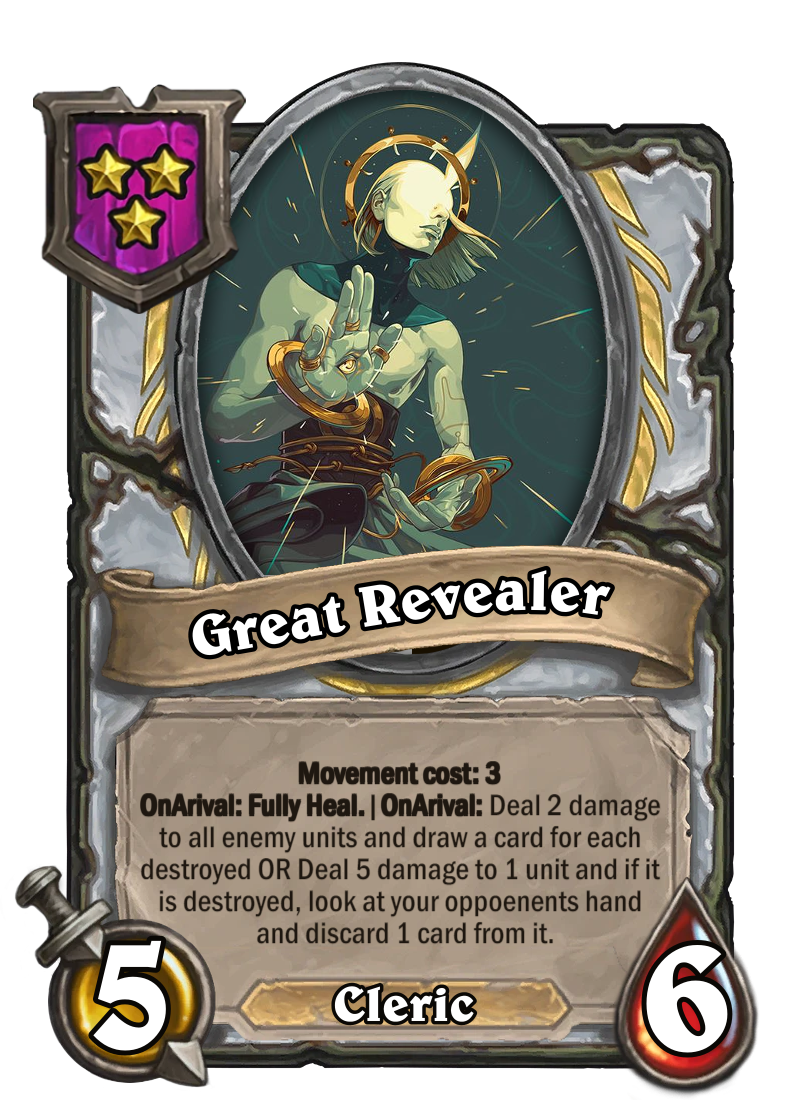 Great Revealer
Movement cost: 3
OnArival: Fully Heal. | OnArival: Deal 2 damage
to all enemy units and draw a card for each
destroyed OR Deal 5 damage to 1 unit and if it
is destroyed, look at your oppoenents hand
and discard 1 card from it.
5
Cleric
6